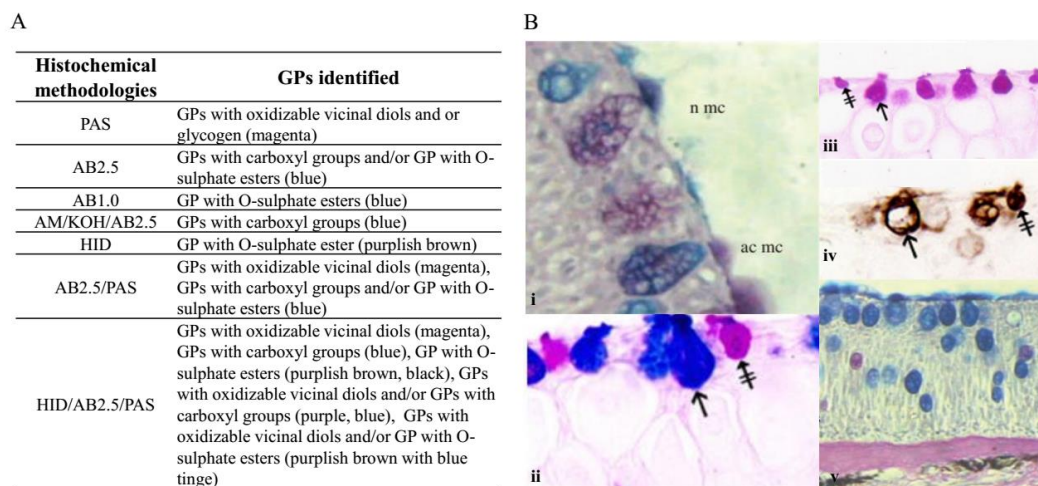 A
Histochemical
methodologies
GPs identified
PAS
GPs with oxidizable vicinal diols and or
glycogen (magenta)
AB2.5
GPs with carboxyl groups and/or GP with O-
sulphate esters (blue)
AB1.0
GP with O-sulphate esters (blue)
AM/KOH/AB2.5
GPs with carboxyl groups (blue)
HID
GP with O-sulphate ester (purplish brown)
AB2.5/PAS
GPs with oxidizable vicinal diols (magenta),
GPs with carboxyl groups and/or GP with O-
sulphate esters (blue)
HID/AB2.5/PAS
GPs with oxidizable vicinal diols (magenta),
GPs with carboxyl groups (blue), GP with O-
sulphate esters (purplish brown, black), GPs
with oxidizable vicinal diols and/or GPs with
carboxyl groups (purple, blue), GPs with
oxidizable vicinal diols and/or GP with O-
sulphate esters (purplish brown with blue
tinge)
B
n mc
ac mc
i
ii
iii
iv
v